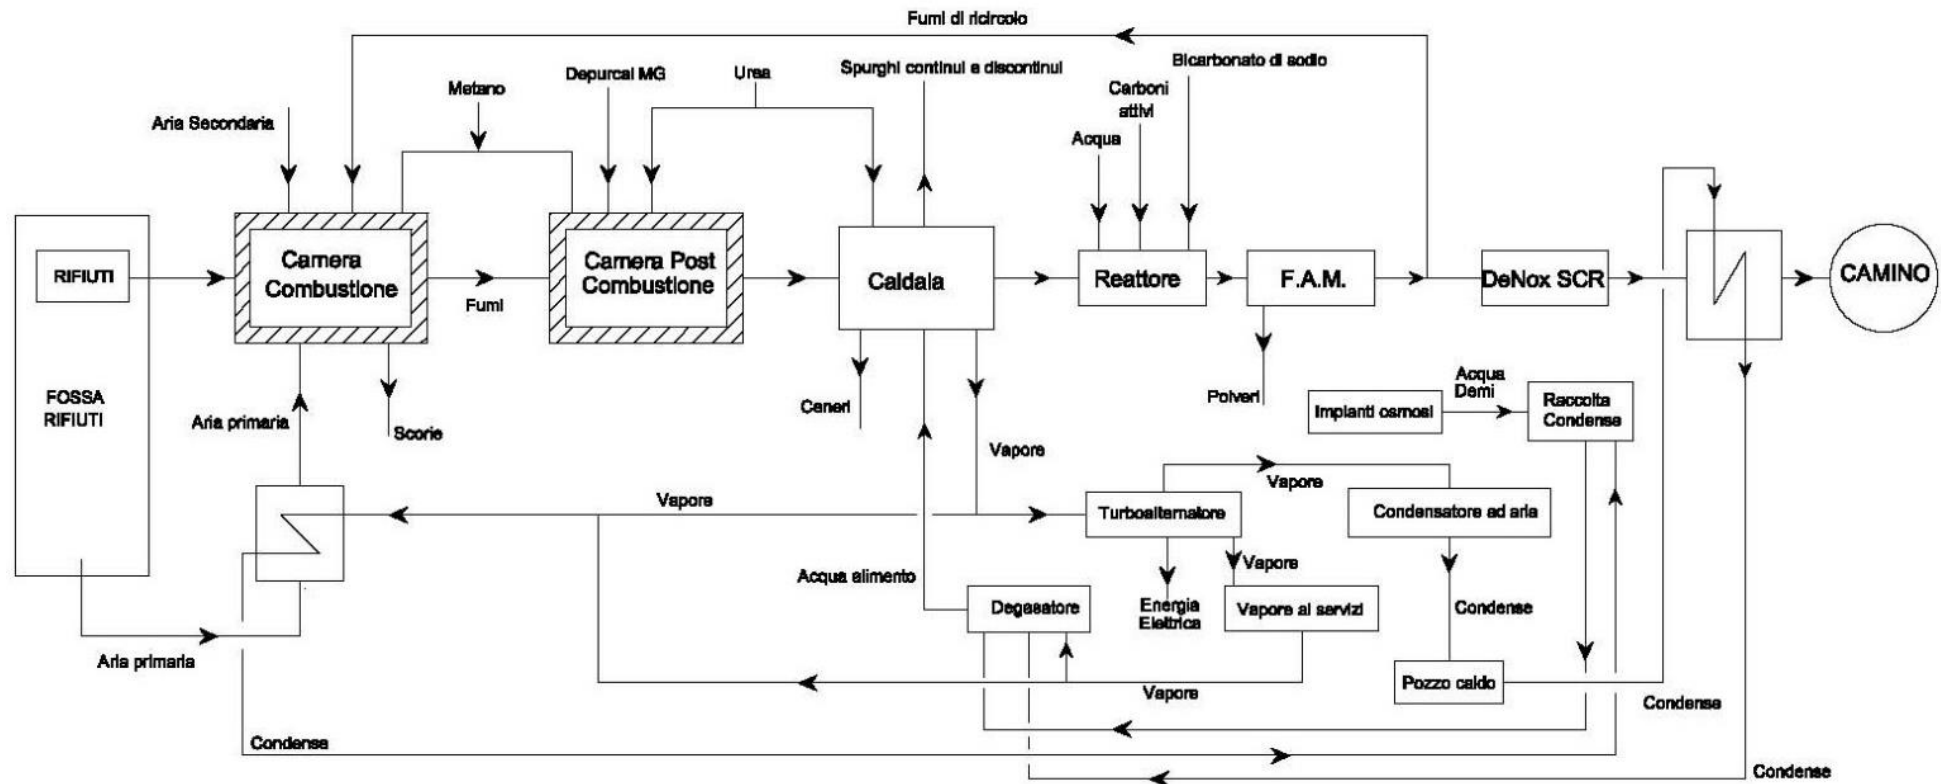 Fumi di ricircolo
Depurcal MG
Urea
Spurghi continui e discontinui
Bicarbonato di sodio
Metano
Carboni
attivi
Aria Secondaria
Acqua
RIFIUTI
Camera
Combustione
Fumi
Camera Post
Combustione
Caldaia
Reattore
F.A.M.
DeNox SCR
CAMINO
FOSSA
RIFIUTI
Aria primaria
Scorie
Ceneri
Polveri
Impianti osmosi
Acqua
Demi
Raccolta
Condense
Vapore
Vapore
Vapore
Turboalternatore
Condensatore ad aria
Acqua alimento
Degasatore
Energia
Elettrica
Vapore
Vapore ai servizi
Condense
Aria primaria
Vapore
Pozzo caldo
Condense
Condense
Condense